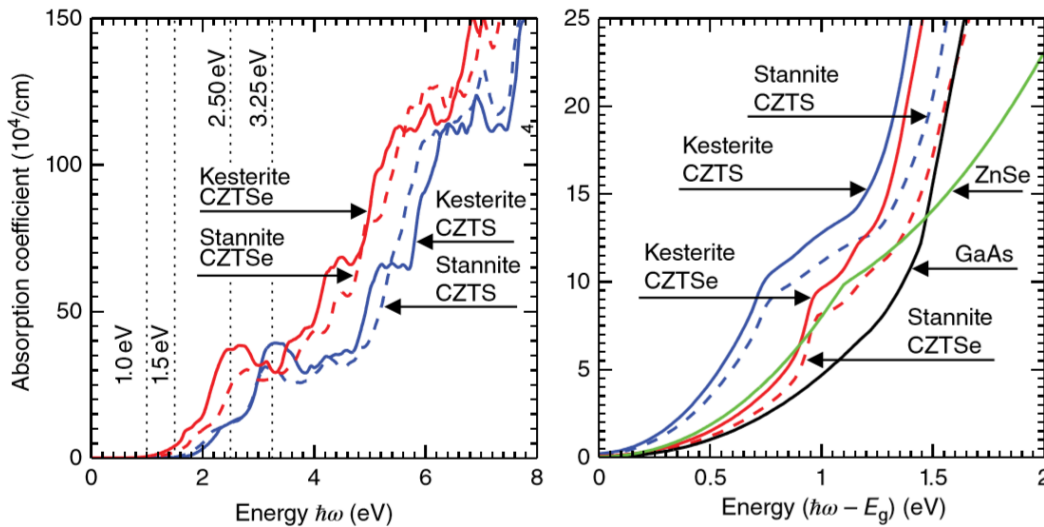 150
100
50
0
Absorption coefficient (10⁴/cm)
1.0 eV
1.5 eV
2.50 eV
3.25 eV
Kesterite
CZTSe
Stannite
CZTSe
Kesterite
CZTS
Stannite
CZTS
0
2
4
6
8
Energy ℏω (eV)
4
25
20
15
10
5
0
Stannite
CZTS
Kesterite
CZTS
ZnSe
Kesterite
CZTSe
GaAs
Stannite
CZTSe
0
0.5
1
1.5
2
Energy (ℏω − Eg) (eV)